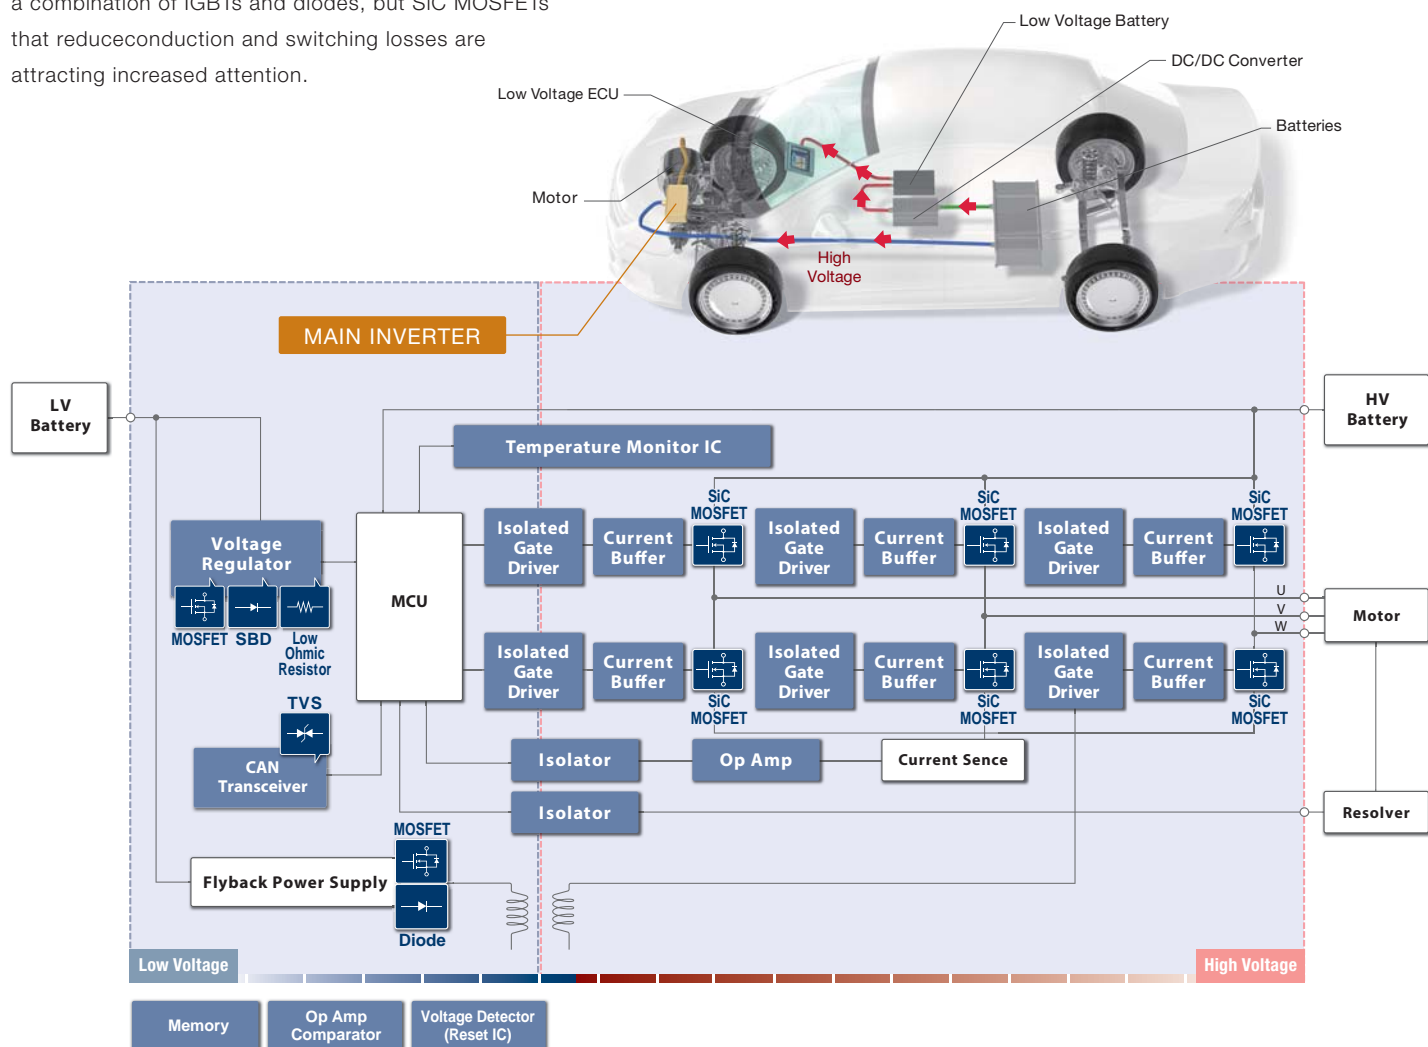 a combination of IGBTs and diodes, but SiC MOSFETs
that reduceconduction and switching losses are
attracting increased attention.
Low Voltage Battery
DC/DC Converter
Low Voltage ECU
Batteries
Motor
High
Voltage
MAIN INVERTER
LV
Battery
HV
Battery
Temperature Monitor IC
SiC
MOSFET
SiC
MOSFET
SiC
MOSFET
Voltage
Regulator
MOSFET
SBD
Low
Ohmic
Resistor
MCU
Isolated
Gate
Driver
Current
Buffer
Isolated
Gate
Driver
Current
Buffer
Isolated
Gate
Driver
Current
Buffer
U
V
W
Motor
Isolated
Gate
Driver
Current
Buffer
Isolated
Gate
Driver
Current
Buffer
Isolated
Gate
Driver
Current
Buffer
SiC
MOSFET
SiC
MOSFET
SiC
MOSFET
TVS
CAN
Transceiver
Isolator
Op Amp
Current Sence
Isolator
Resolver
MOSFET
Flyback Power Supply
Diode
Low Voltage
High Voltage
Memory
Op Amp
Comparator
Voltage Detector
(Reset IC)